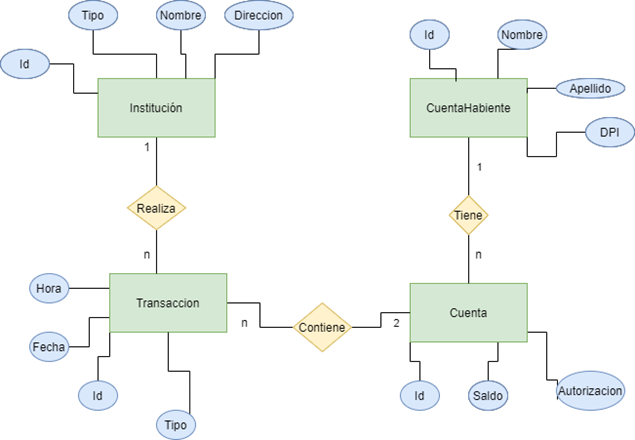 Tipo
Nombre
Direccion
Id
Institución
1
Realiza
n
Id
Nombre
Apellido
DPI
CuentaHabiente
1
Tiene
n
Hora
Fecha
Id
Tipo
Transaccion
n
Contiene
2
Cuenta
Id
Saldo
Autorizacion